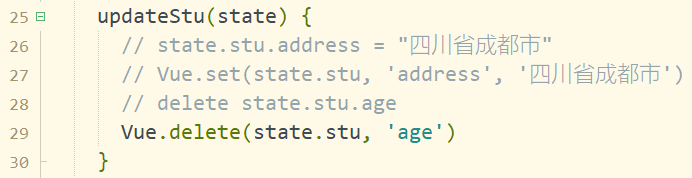 25 updateStu(state) {
26 // state.stu.address = "四川省成都市"
27 // Vue.set(state.stu, 'address', '四川省成都市')
28 // delete state.stu.age
29 Vue.delete(state.stu, 'age')
30 }